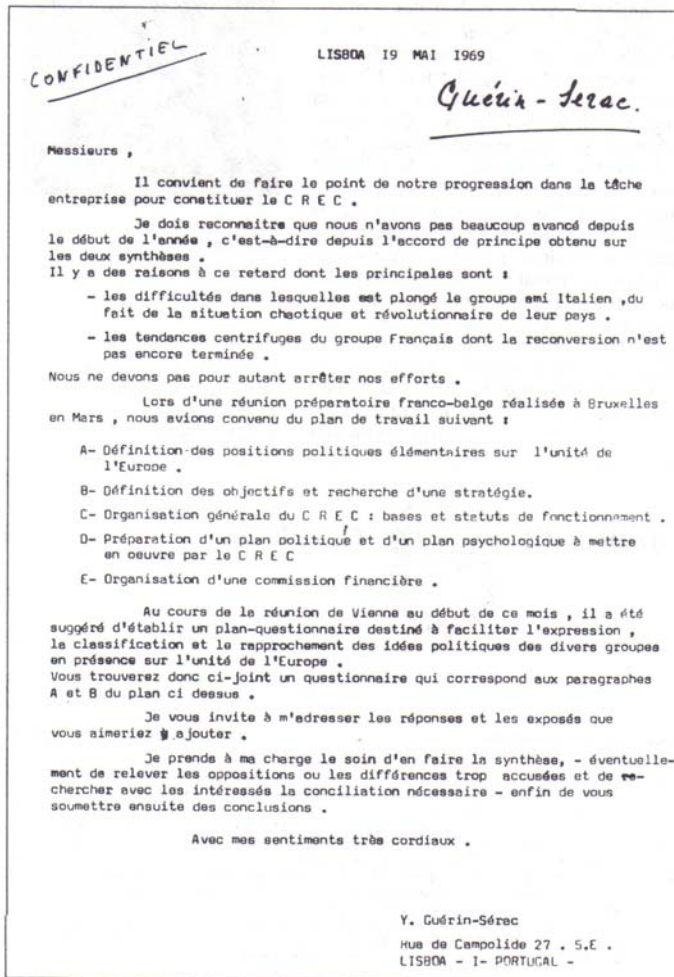 CONFIDENTIEL
LISBOA 19 MAI 1969
Guérin - Serac.
Messieurs ,
Il convient de faire le point de notre progression dans la tâche
entreprise pour constituer le C R E C .
Je dois reconnaitre que nous n'avons pas beaucoup avancé depuis
le début de l'année , c'est-à-dire depuis l'accord de principe obtenu sur
les deux synthèses .
Il y a des raisons à ce retard dont les principales sont :
- les difficultés dans lesquelles est plongé le groupe ami Italien ,du
fait de la situation chaotique et révolutionnaire de leur pays .
- les tendances centrifuges du groupe Français dont la reconversion n'est
pas encore terminée .
Nous ne devons pas pour autant arrêter nos efforts .
Lors d'une réunion préparatoire franco-belge réalisée à Bruxelles
en Mars , nous avions convenu du plan de travail suivant :
A- Définition des positions politiques élémentaires sur l'unité de
l'Europe .
B- Définition des objectifs et recherche d'une stratégie.
C- Organisation générale du C R E C : bases et statuts de fonctionnement .
D- Préparation d'un plan politique et d'un plan psychologique à mettre
en oeuvre par le C R E C
E- Organisation d'une commission financière .
Au cours de la réunion de Vienne au début de ce mois , il a été
suggéré d'établir un plan-questionnaire destiné à faciliter l'expression ,
la classification et le rapprochement des idées politiques des divers groupes
en présence sur l'unité de l'Europe .
Vous trouverez donc ci-joint un questionnaire qui correspond aux paragraphes
A et B du plan ci dessus .
Je vous invite à m'adresser les réponses et les exposés que
vous aimeriez y ajouter .
Je prends à ma charge le soin d'en faire la synthèse, - éventuelle-
ment de relever les oppositions ou les différences trop accusées et de re-
chercher avec les intéressés la conciliation nécessaire - enfin de vous
soumettre ensuite des conclusions .
Avec mes sentiments très cordiaux .
Y. Guérin-Sérac
Rue de Campolide 27 . 5.E .
LISBOA - I- PORTUGAL -